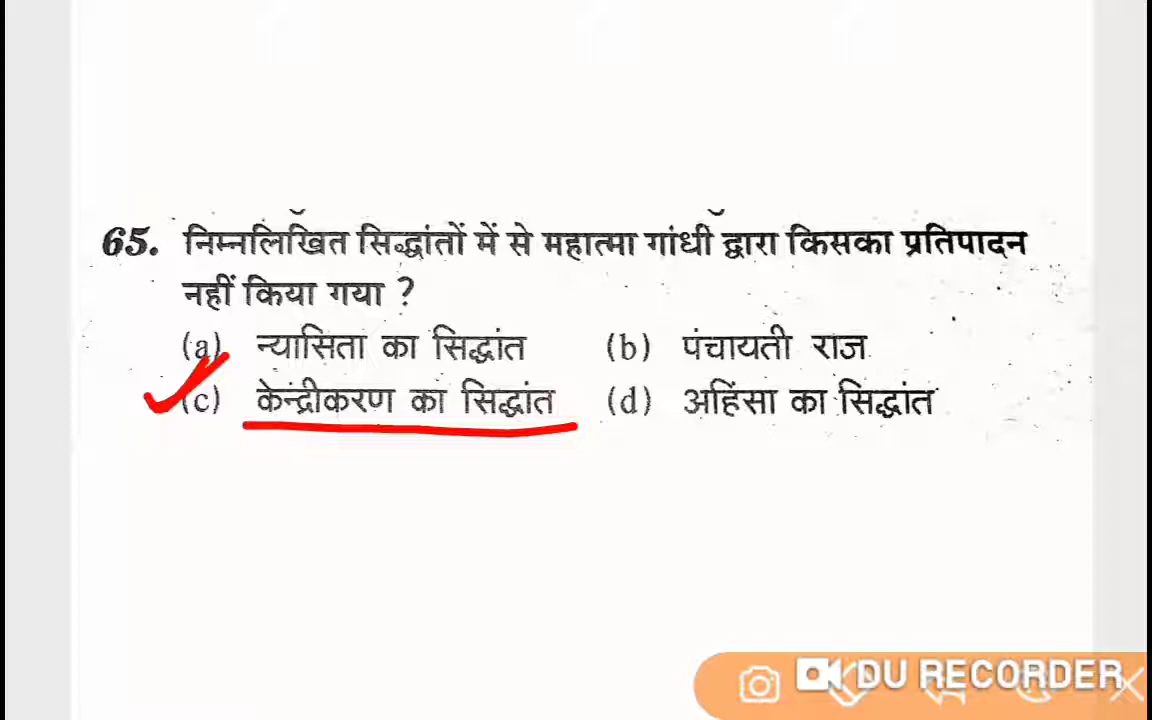 65. निम्नलिखित सिद्धांतों में से महात्मा गांधी द्वारा किसका प्रतिपादन
नहीं किया गया ?
(a) न्यासिता का सिद्धांत (b) पंचायती राज
(c) केन्द्रीकरण का सिद्धांत (d) अहिंसा का सिद्धांत
DU RECORDER